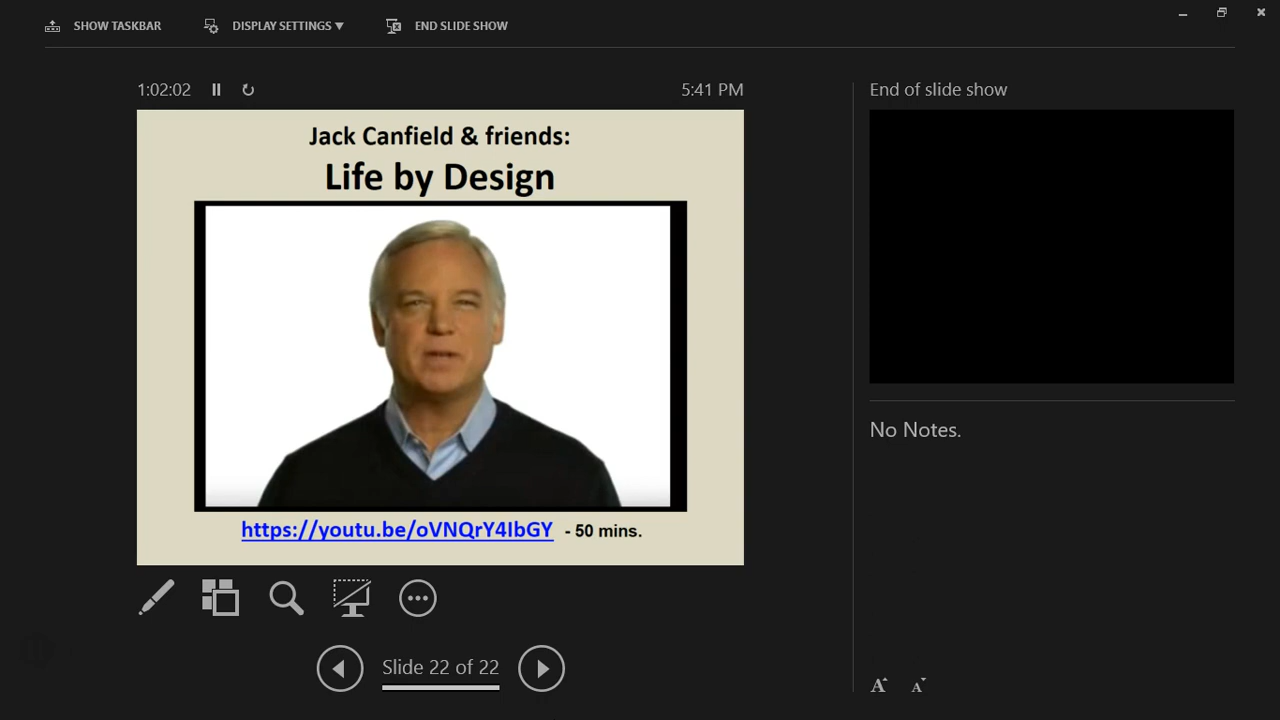 SHOW TASKBAR DISPLAY SETTINGS ▼ END SLIDE SHOW
1:02:02 5:41 PM
Jack Canfield & friends:
Life by Design
https://youtu.be/oVNQrY4IbGY - 50 mins.
Slide 22 of 22
End of slide show
No Notes.
A A